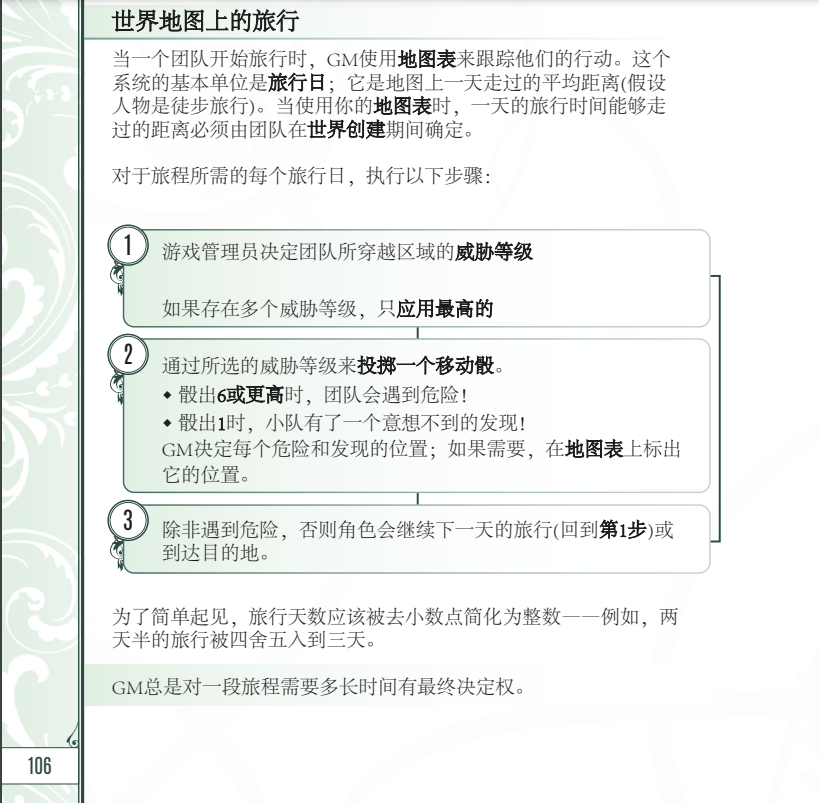 世界地图上的旅行
当一个团队开始旅行时，GM使用地图表来跟踪他们的行动。这个
系统的基本单位是旅行日；它是地图上一天走过的平均距离(假设
人物是徒步旅行)。当使用你的地图表时，一天的旅行时间能够走
过的距离必须由团队在世界创建期间确定。
对于旅程所需的每个旅行日，执行以下步骤：
1
游戏管理员决定团队所穿越区域的威胁等级
如果存在多个威胁等级，只应用最高的
2
通过所选的威胁等级来投掷一个移动骰。
◆ 骰出6或更高时，团队会遇到危险！
◆ 骰出1时，小队有了一个意想不到的发现！
GM决定每个危险和发现的位置；如果需要，在地图表上标出
它的位置。
3
除非遇到危险，否则角色会继续下一天的旅行(回到第1步)或
到达目的地。
为了简单起见，旅行天数应该被去小数点简化为整数——例如，两
天半的旅行被四舍五入到三天。
GM总是对一段旅程需要多长时间有最终决定权。
106